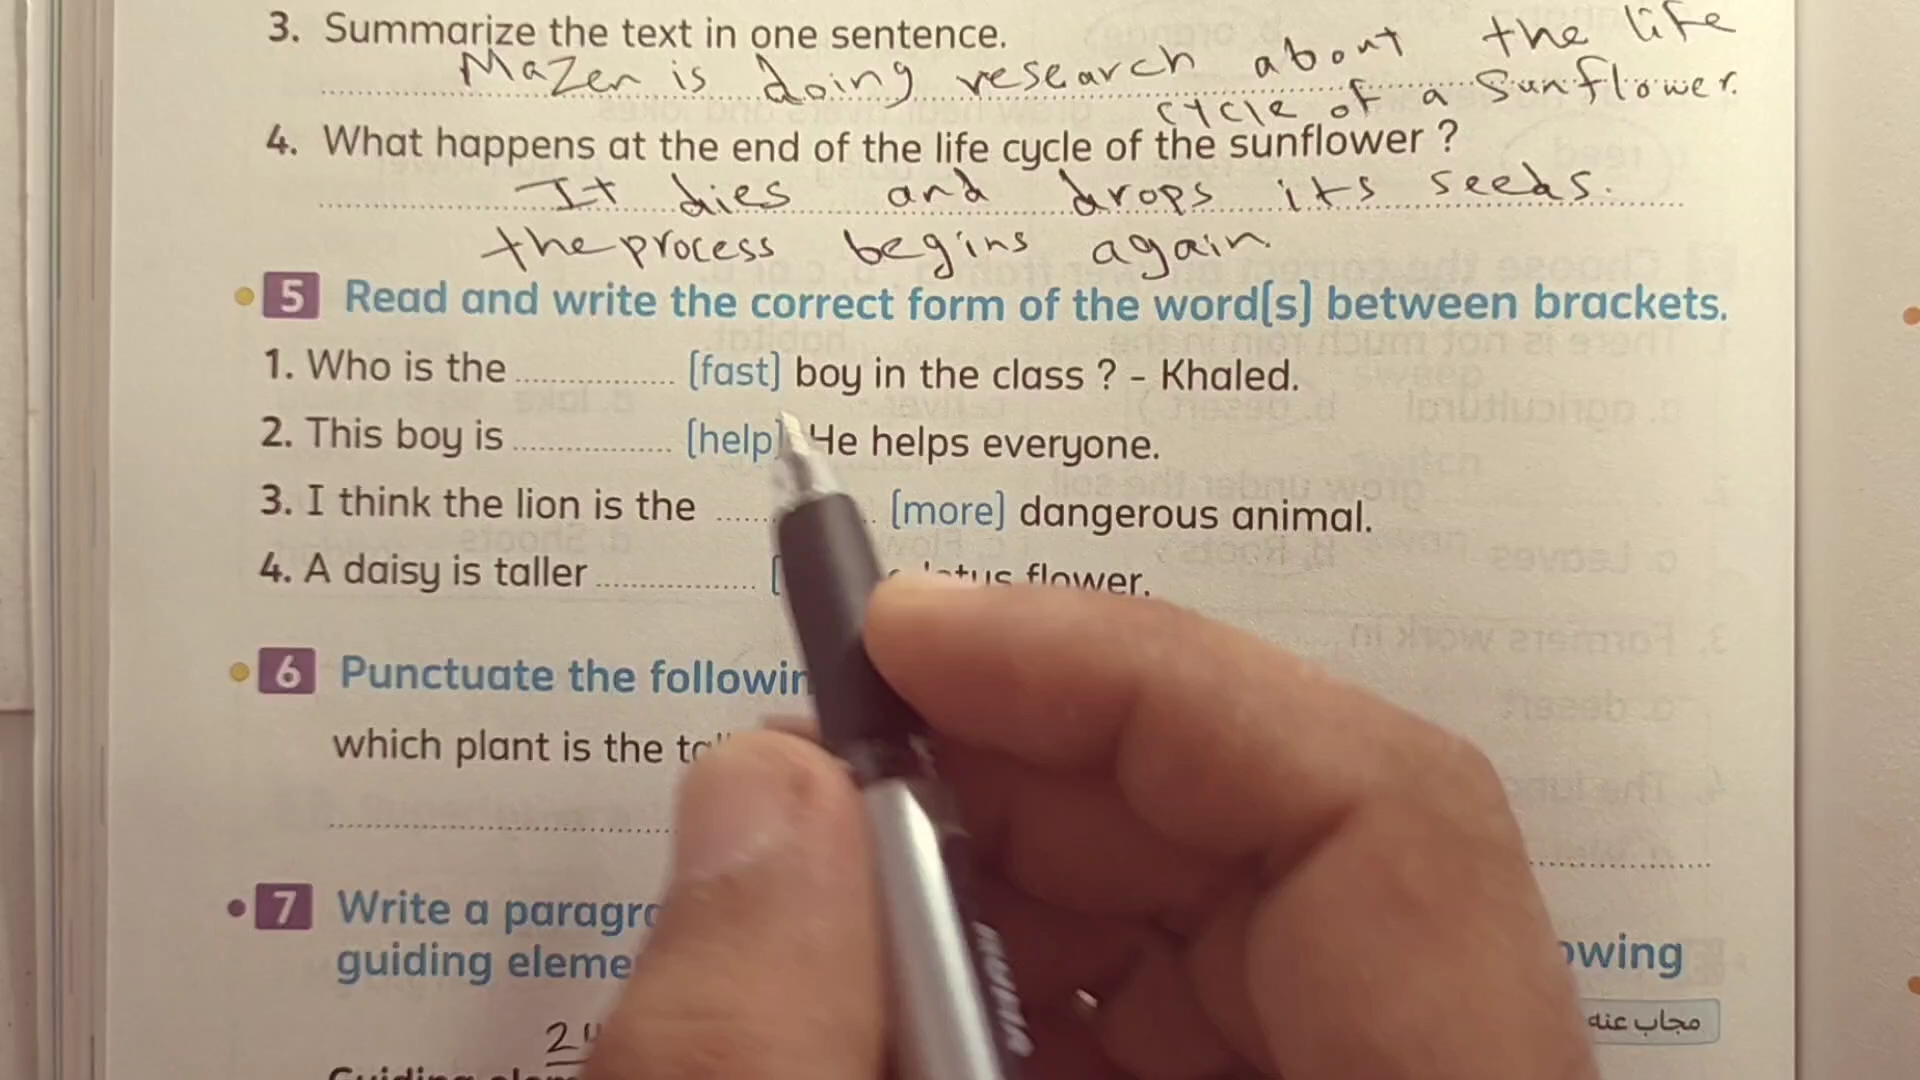 3. Summarize the text in one sentence.
Mazen is doing research about the life
cycle of a sunflower.
4. What happens at the end of the life cycle of the sunflower ?
It dies and drops its seeds.
the process begins again.
5 Read and write the correct form of the word(s) between brackets.
1. Who is the ............ [fast] boy in the class ? - Khaled.
2. This boy is ............ [help] He helps everyone.
3. I think the lion is the ............ [more] dangerous animal.
4. A daisy is taller ............ [ lotus flower.
6 Punctuate the
which plant is the
7 Write a
guiding
مجاب عنه